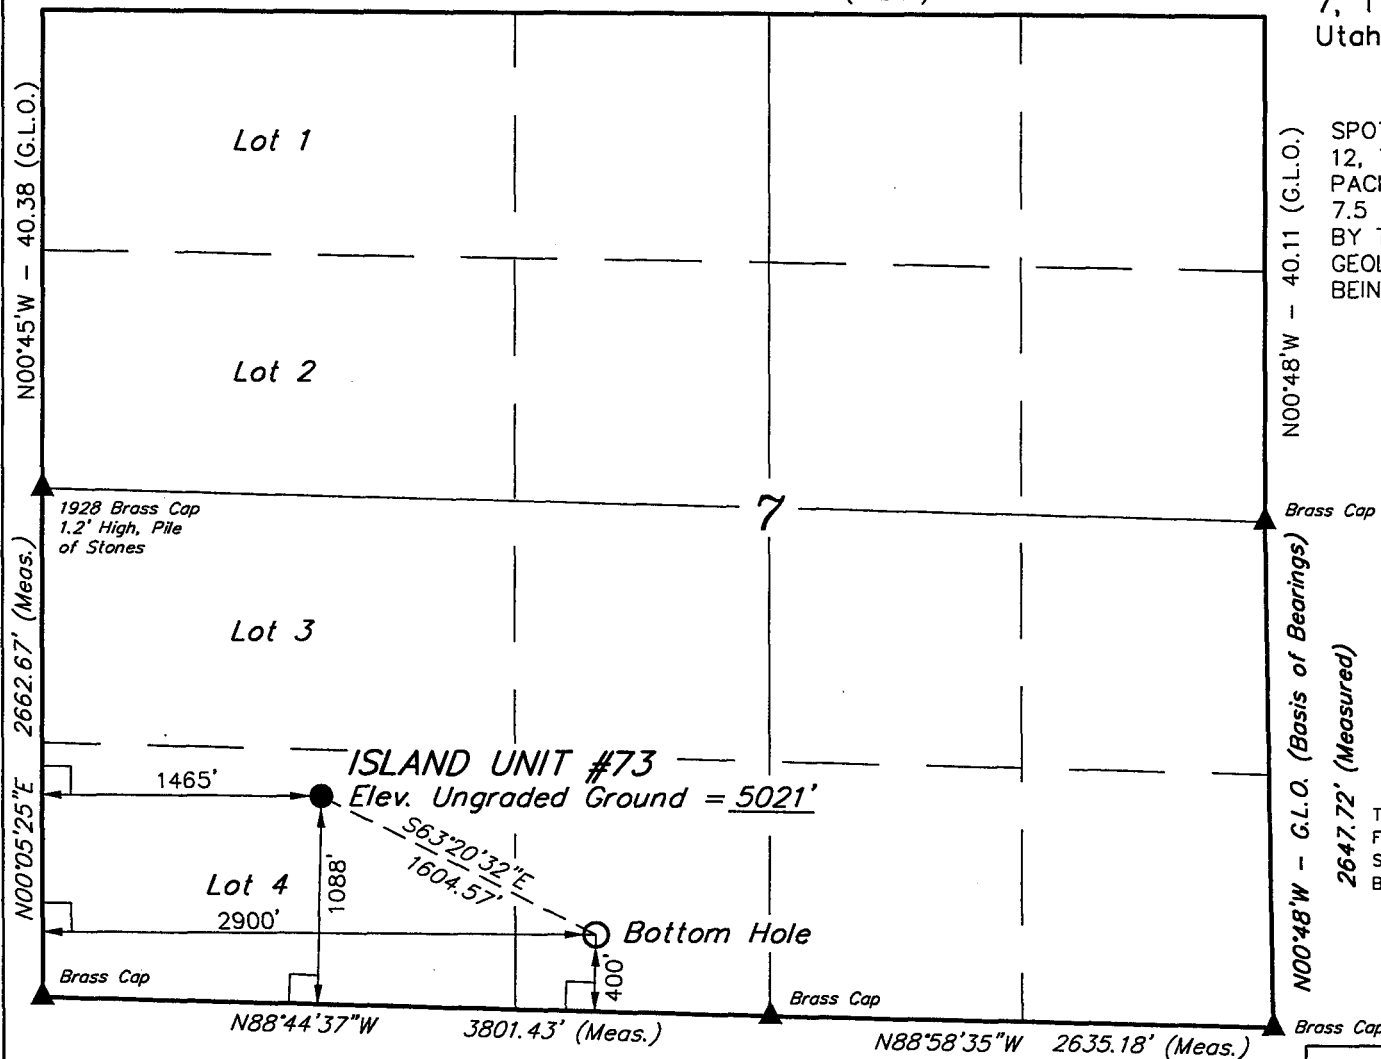 7, T
Utah
N00°45'W - 40.38 (G.L.O.)
Lot 1
N00°48'W - 40.11 (G.L.O.)
SPOT
12,
PACK
7.5
BY T
GEOL
BEIN
Lot 2
7
1928 Brass Cap
1.2' High, Pile
of Stones
Brass Cap
N00°05'25"E 2662.67' (Meas.)
Lot 3
N00°48'W - G.L.O. (Basis of Bearings)
2647.72' (Measured)
ISLAND UNIT #73
Elev. Ungraded Ground = 5021'
1465'
S63°20'32"E
1604.57'
1088'
Lot 4
2900'
Bottom Hole
400'
T
F
S
B
Brass Cap
Brass Cap
Brass Cap
N88°44'37"W 3801.43' (Meas.)
N88°58'35"W 2635.18' (Meas.)